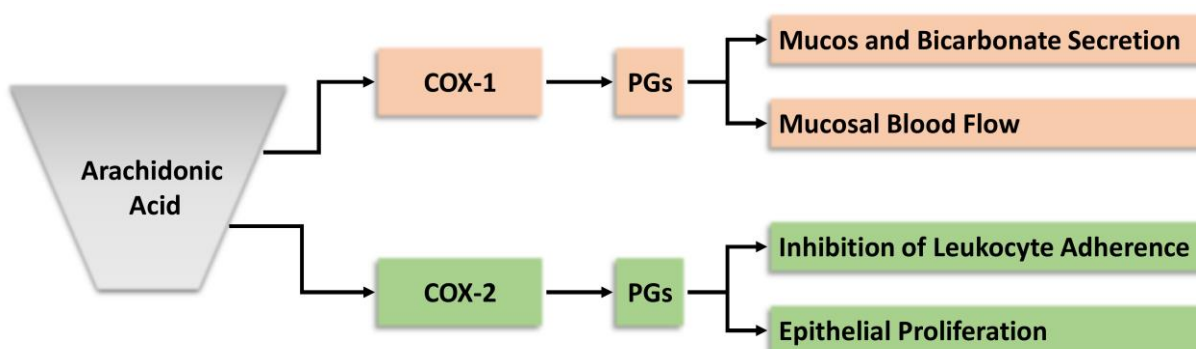 Arachidonic
Acid
COX-1
PGs
Mucos and Bicarbonate Secretion
Mucosal Blood Flow
COX-2
PGs
Inhibition of Leukocyte Adherence
Epithelial Proliferation